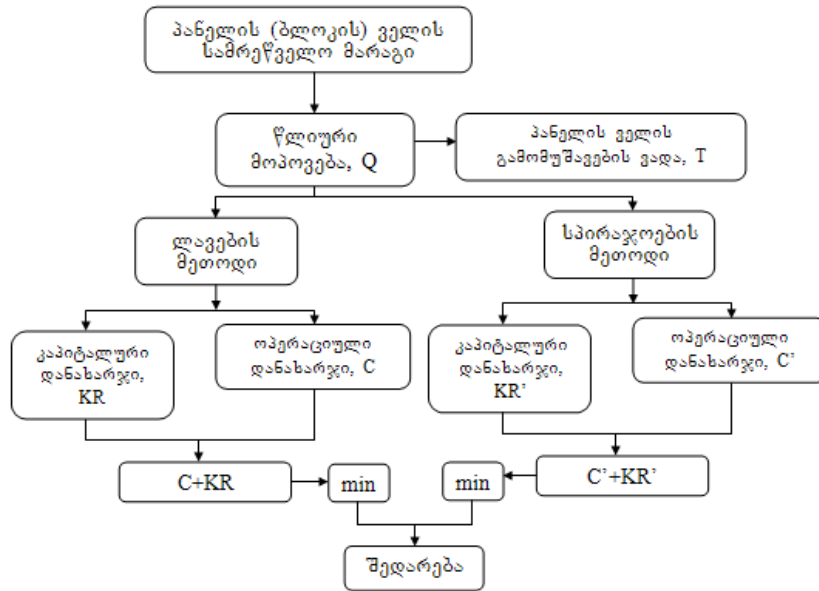 პანელის (ბლოკის) ველის
სამრეწველო მარაგი
წლიური
მოპოვება, Q
პანელის ველის
გამომუშავების ვადა, T
ლავების
მეთოდი
სპირაჯოების
მეთოდი
კაპიტალური
დანახარჯი,
KR
ოპერაციული
დანახარჯი, C
კაპიტალური
დანახარჯი,
KR’
ოპერაციული
დანახარჯი, C’
C+KR
min
min
C’+KR’
შედარება